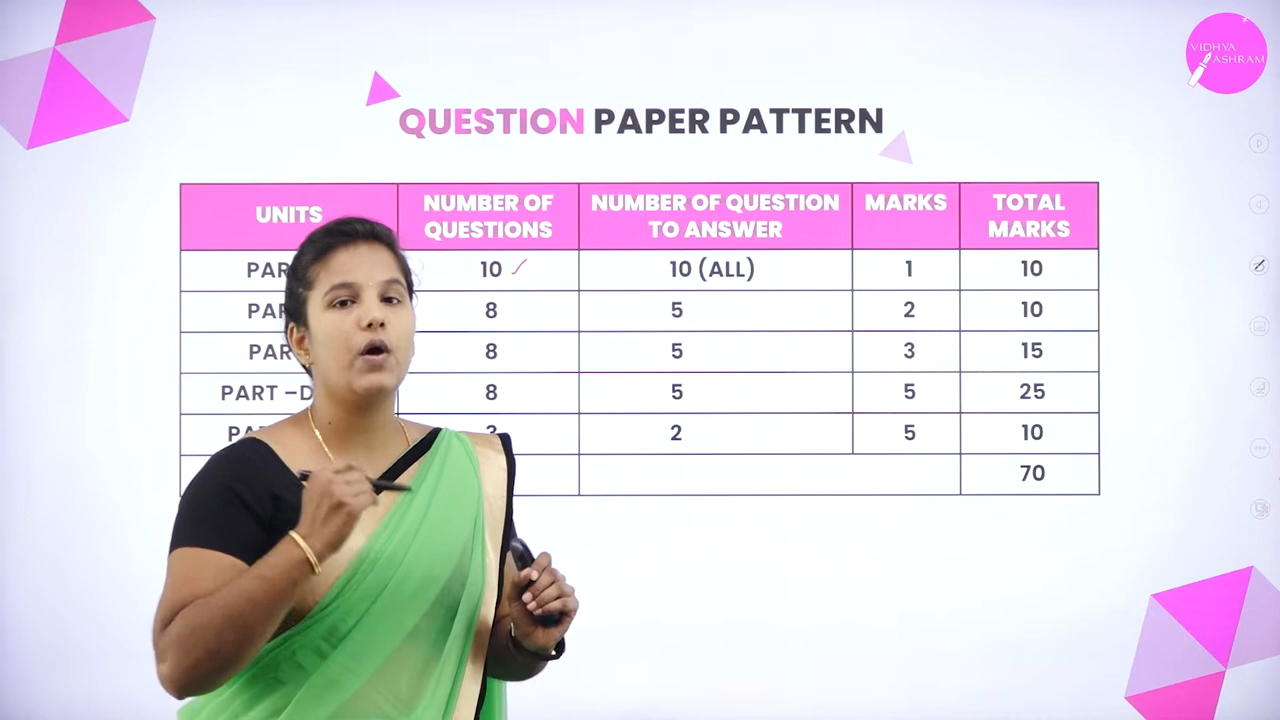 VIDHYA
ASHRAM
QUESTION PAPER PATTERN
UNITS NUMBER OF QUESTIONS NUMBER OF QUESTION TO ANSWER MARKS TOTAL MARKS
10 10 (ALL) 1 10
8 5 2 10
8 5 3 15
PART –D 8 5 5 25
2 5 10
70